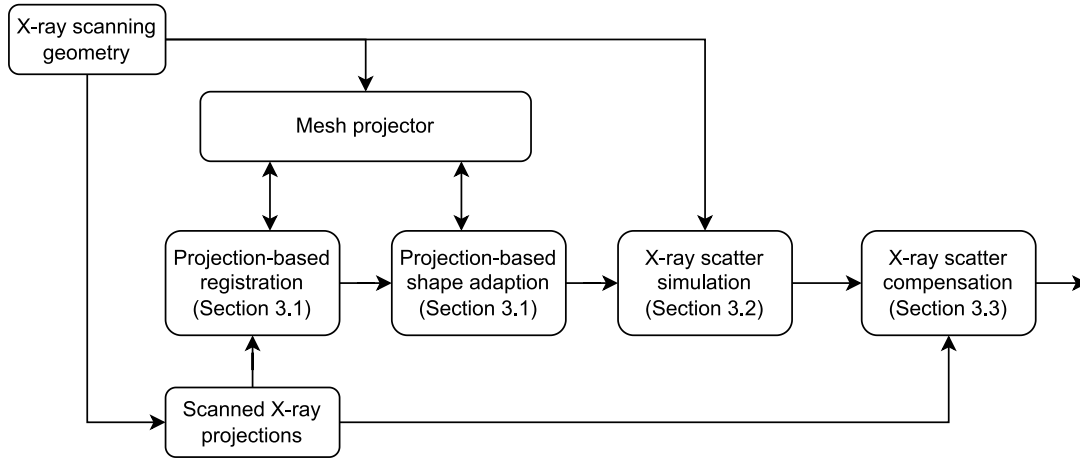 X-ray scanning
geometry
Mesh projector
Projection-based
registration
(Section 3.1)
Projection-based
shape adaption
(Section 3.1)
X-ray scatter
simulation
(Section 3.2)
X-ray scatter
compensation
(Section 3.3)
Scanned X-ray
projections